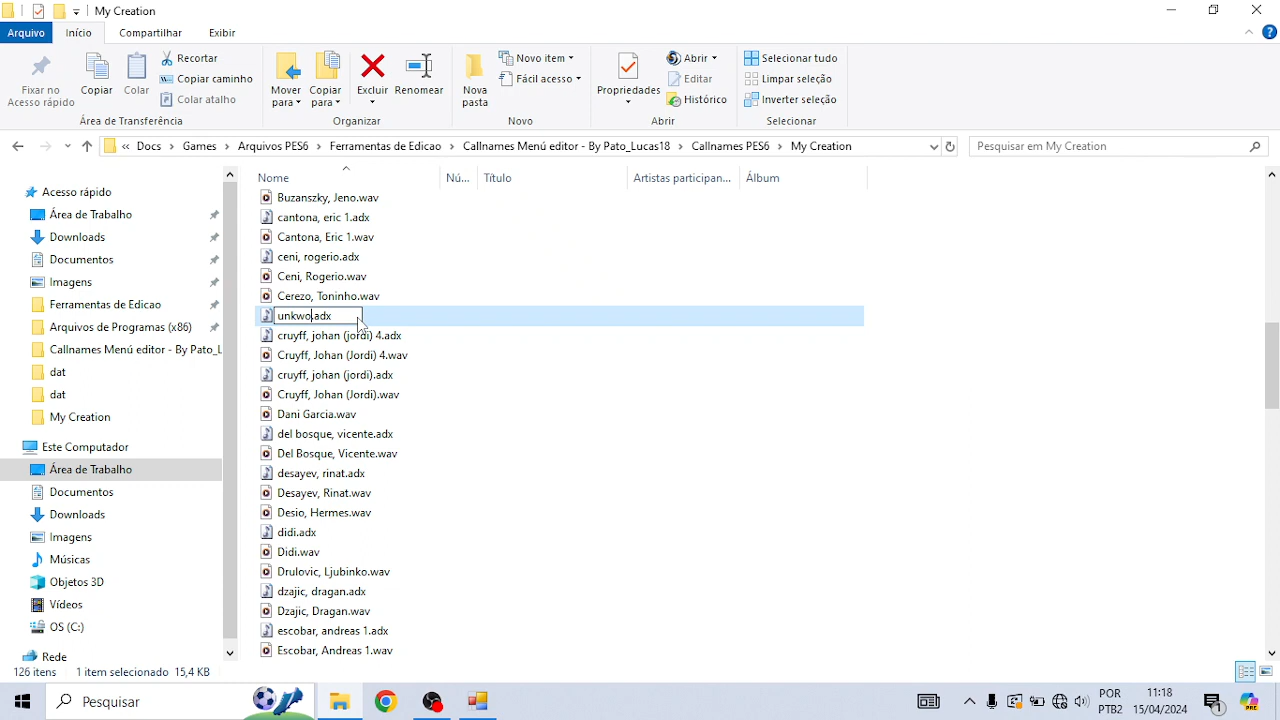 My Creation
Arquivo Início Compartilhar Exibir
Fixar no Acesso rápido
Copiar
Colar
Recortar
Copiar caminho
Colar atalho
Área de Transferência
Mover para
Copiar para
Excluir
Renomear
Organizar
Nova pasta
Novo item
Fácil acesso
Novo
Propriedades
Abrir
Editar
Histórico
Abrir
Selecionar tudo
Limpar seleção
Inverter seleção
Selecionar
« Docs > Games > Arquivos PES6 > Ferramentas de Edicao > Callnames Menú editor - By Pato_Lucas18 > Callnames PES6 > My Creation
Pesquisar em My Creation
Acesso rápido
Área de Trabalho
Downloads
Documentos
Imagens
Ferramentas de Edicao
Arquivos de Programas (x86)
Callnames Menú editor - By Pato_L
dat
dat
My Creation
Este Computador
Área de Trabalho
Documentos
Downloads
Imagens
Músicas
Objetos 3D
Vídeos
OS (C:)
Rede
Nome Nú... Título Artistas participan... Álbum
Buzanszky, Jeno.wav
cantona, eric 1.adx
Cantona, Eric 1.wav
ceni, rogerio.adx
Ceni, Rogerio.wav
Cerezo, Toninho.wav
unkwo.adx
cruyff, johan (jordi) 4.adx
Cruyff, Johan (Jordi) 4.wav
cruyff, johan (jordi).adx
Cruyff, Johan (Jordi).wav
Dani Garcia.wav
del bosque, vicente.adx
Del Bosque, Vicente.wav
desayev, rinat.adx
Desayev, Rinat.wav
Desio, Hermes.wav
didi.adx
Didi.wav
Drulovic, Ljubinko.wav
dzajic, dragan.adx
Dzajic, Dragan.wav
escobar, andreas 1.adx
Escobar, Andreas 1.wav
126 itens 1 item selecionado 15,4 KB
Pesquisar
POR
PTB2
11:18
15/04/2024
1
PRE